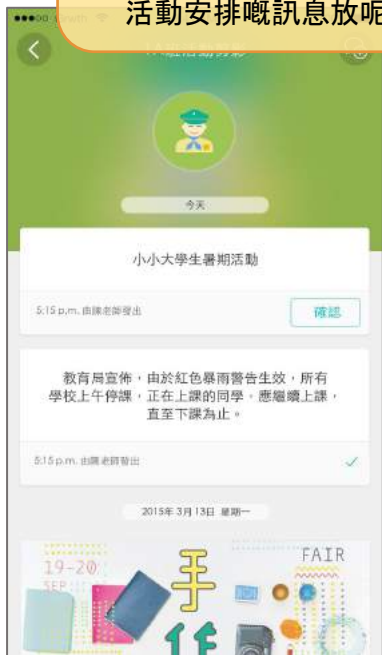 活動安排嘅訊息放呢
今天
小小大學生暑期活動
5:15 p.m. 由陳老師發出
確認
教育局宣佈，由於紅色暴雨警告生效，所有
學校上午停課，正在上課的同學，應繼續上課，
直至下課為止。
5:15 p.m. 由陳老師發出
2015年 3月 13日 星期一
19-20
SEP
FAIR
手
作